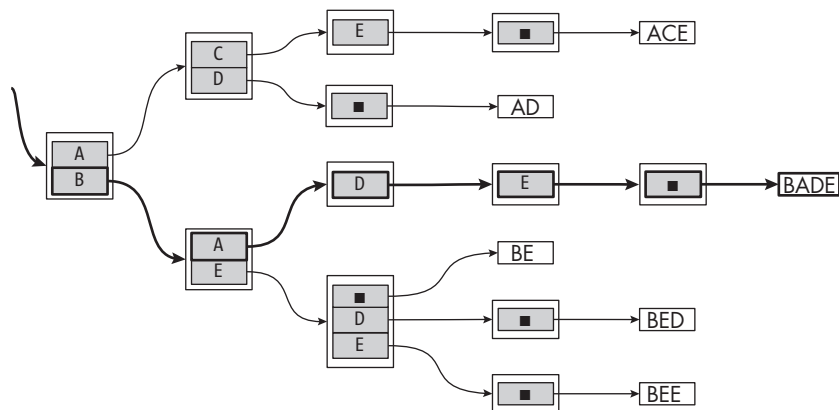 E ■ ACE
C
D
■ AD
A
B
D E ■ BADE
A
E
BE
■
D ■ BED
E
■ BEE